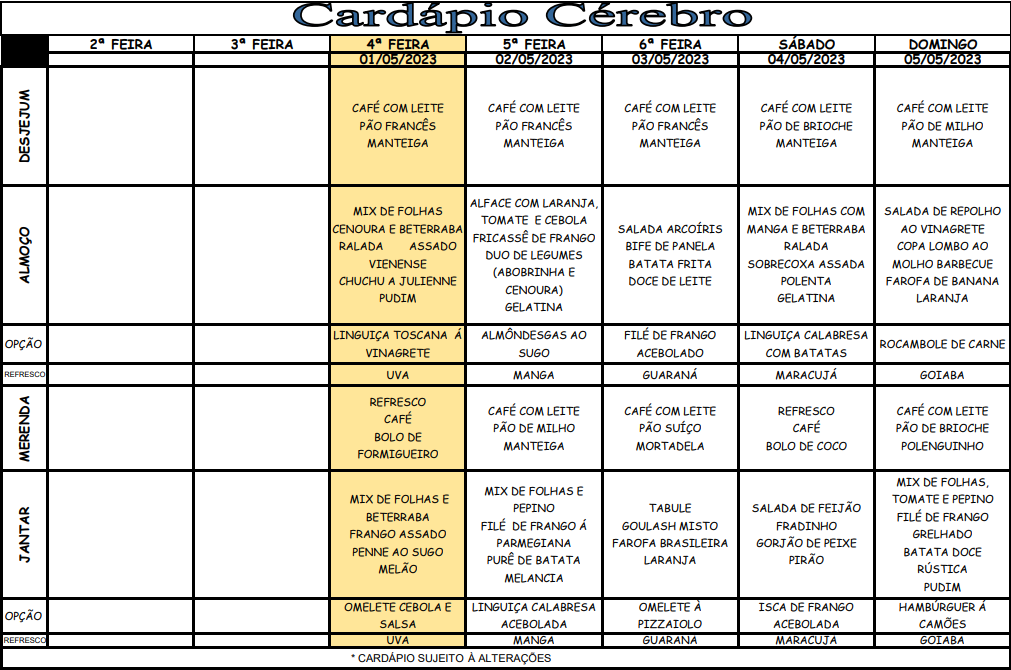 Cardápio Cérebro
2ª FEIRA 3ª FEIRA 4ª FEIRA 5ª FEIRA 6ª FEIRA SÁBADO DOMINGO
01/05/2023 02/05/2023 03/05/2023 04/05/2023 05/05/2023
DESJEJUM
CAFÉ COM LEITE
PÃO FRANCÊS
MANTEIGA
CAFÉ COM LEITE
PÃO FRANCÊS
MANTEIGA
CAFÉ COM LEITE
PÃO FRANCÊS
MANTEIGA
CAFÉ COM LEITE
PÃO DE BRIOCHE
MANTEIGA
CAFÉ COM LEITE
PÃO DE MILHO
MANTEIGA
ALMOÇO
MIX DE FOLHAS
CENOURA E BETERRABA
RALADA ASSADO
VIENENSE
CHUCHU A JULIENNE
PUDIM
ALFACE COM LARANJA,
TOMATE E CEBOLA
FRICASSÊ DE FRANGO
DUO DE LEGUMES
(ABOBRINHA E
CENOURA)
GELATINA
SALADA ARCOÍRIS
BIFE DE PANELA
BATATA FRITA
DOCE DE LEITE
MIX DE FOLHAS COM
MANGA E BETERRABA
RALADA
SOBRECOXA ASSADA
POLENTA
GELATINA
SALADA DE REPOLHO
AO VINAGRETE
COPA LOMBO AO
MOLHO BARBECUE
FAROFA DE BANANA
LARANJA
OPÇÃO
LINGUIÇA TOSCANA Á
VINAGRETE
ALMÔNDESGAS AO
SUGO
FILÉ DE FRANGO
ACEBOLADO
LINGUIÇA CALABRESA
COM BATATAS
ROCAMBOLE DE CARNE
REFRESCO UVA MANGA GUARANÁ MARACUJÁ GOIABA
MERENDA
REFRESCO
CAFÉ
BOLO DE
FORMIGUEIRO
CAFÉ COM LEITE
PÃO DE MILHO
MANTEIGA
CAFÉ COM LEITE
PÃO SUÍÇO
MORTADELA
REFRESCO
CAFÉ
BOLO DE COCO
CAFÉ COM LEITE
PÃO DE BRIOCHE
POLENGUINHO
JANTAR
MIX DE FOLHAS E
BETERRABA
FRANGO ASSADO
PENNE AO SUGO
MELÃO
MIX DE FOLHAS E
PEPINO
FILÉ DE FRANGO Á
PARMEGIANA
PURÊ DE BATATA
MELANCIA
TABULE
GOULASH MISTO
FAROFA BRASILEIRA
LARANJA
SALADA DE FEIJÃO
FRADINHO
GORJÃO DE PEIXE
PIRÃO
MIX DE FOLHAS,
TOMATE E PEPINO
FILÉ DE FRANGO
GRELHADO
BATATA DOCE
RÚSTICA
PUDIM
OPÇÃO
OMELETE CEBOLA E
SALSA
LINGUIÇA CALABRESA
ACEBOLADA
OMELETE À
PIZZAIOLO
ISCA DE FRANGO
ACEBOLADA
HAMBÚRGUER Á
CAMÕES
REFRESCO UVA MANGA GUARANA MARACUJA GOIABA
* CARDÁPIO SUJEITO À ALTERAÇÕES